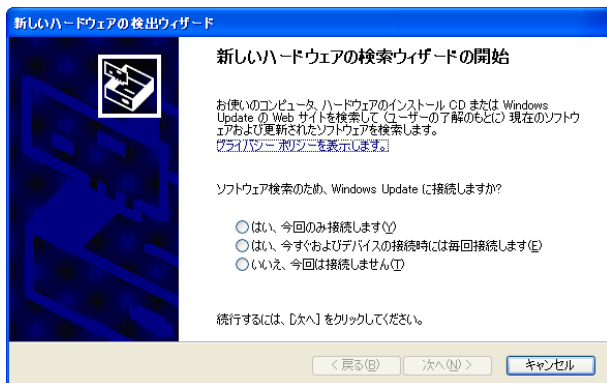 新しいハードウェアの検出ウィザード
新しいハードウェアの検索ウィザードの開始
お使いのコンピュータ、ハードウェアのインストール CD または Windows
Update の Web サイトを検索して (ユーザーの了解のもとに) 現在のソフトウ
ェアおよび更新されたソフトウェアを検索します。
プライバシー ポリシーを表示します。
ソフトウェア検索のため、Windows Update に接続しますか?
はい、今回のみ接続します(Y)
はい、今すぐおよびデバイスの接続時には毎回接続します(E)
いいえ、今回は接続しません(T)
続行するには、[次へ] をクリックしてください。
< 戻る(B) 次へ(N) > キャンセル